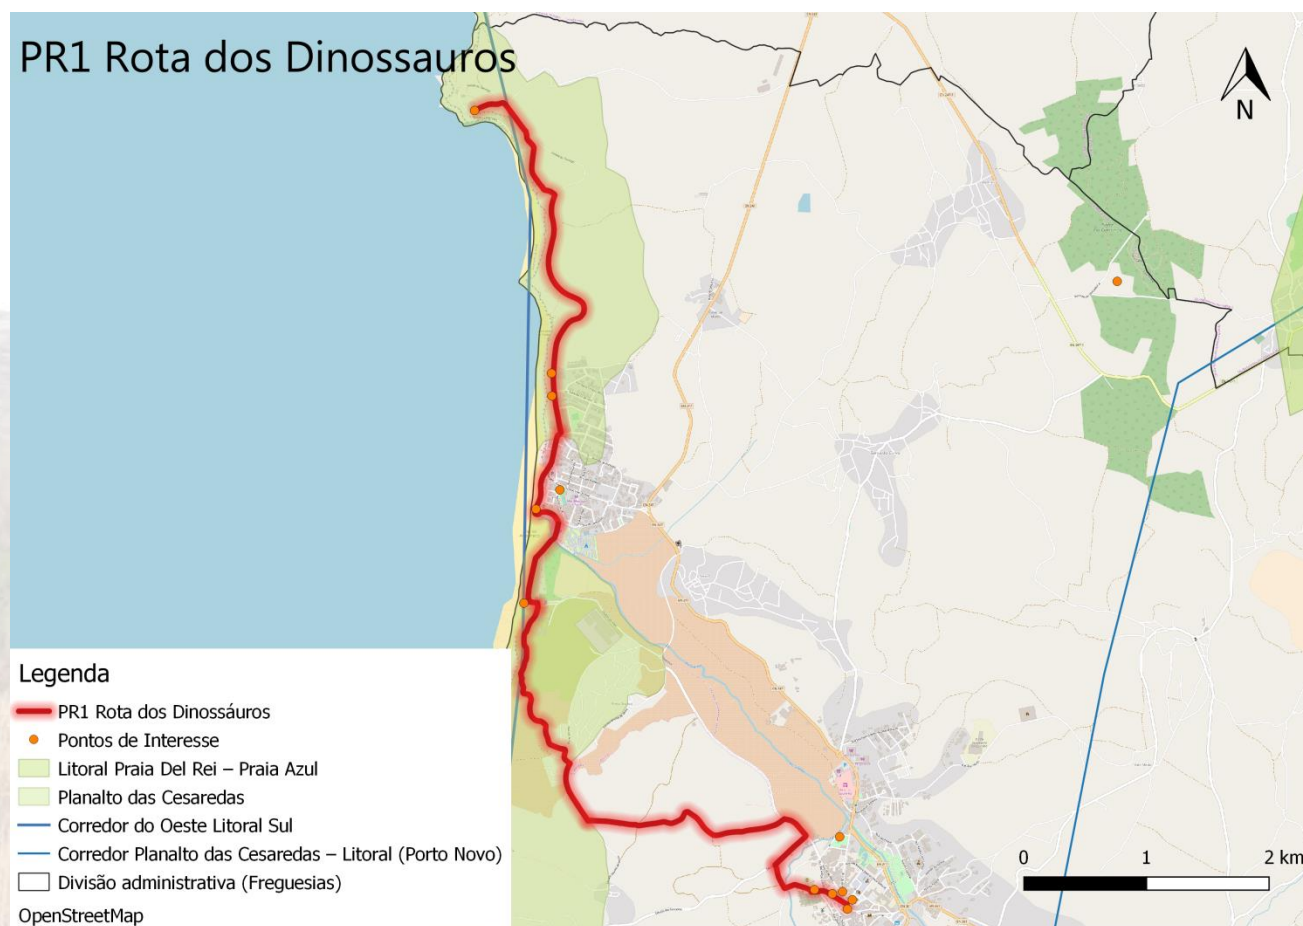 PR1 Rota dos Dinossauros
N
Legenda
PR1 Rota dos Dinossáuros
Pontos de Interesse
Litoral Praia Del Rei – Praia Azul
Planalto das Cesaredas
Corredor do Oeste Litoral Sul
Corredor Planalto das Cesaredas – Litoral (Porto Novo)
Divisão administrativa (Freguesias)
OpenStreetMap
0 1 2 km